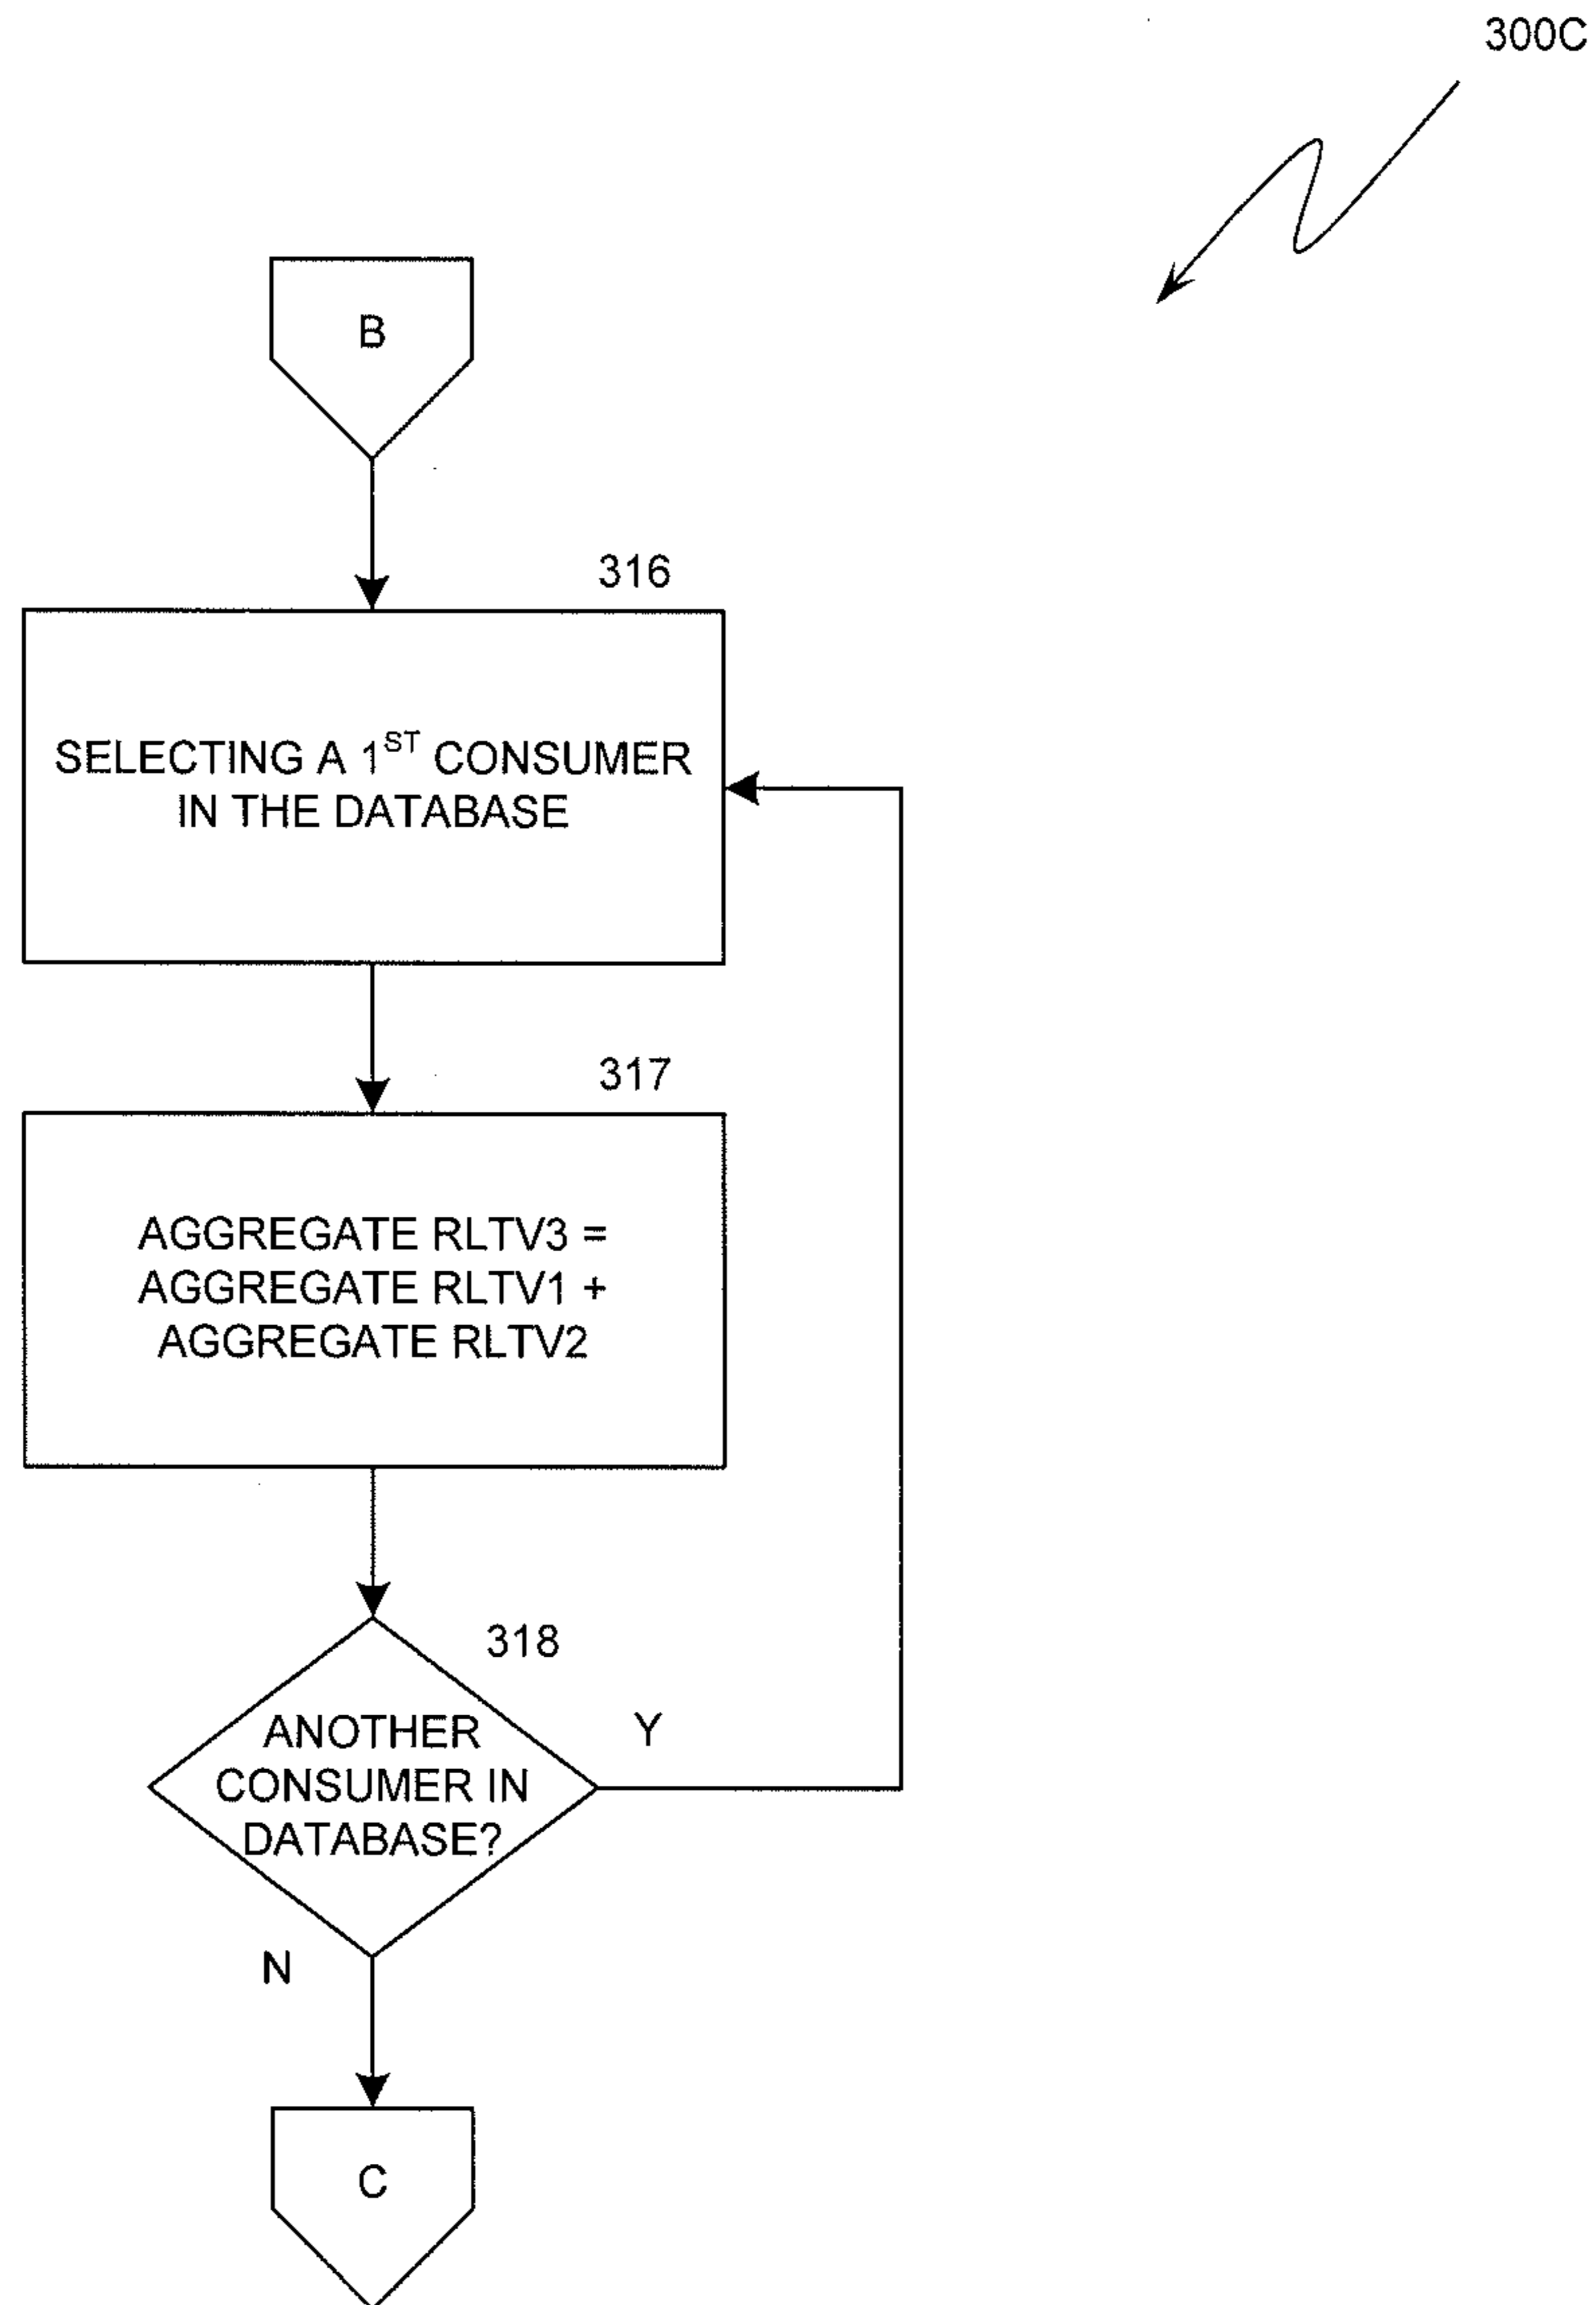 300C
B
316
SELECTING A 1ST CONSUMER
IN THE DATABASE
317
AGGREGATE RLTV3 =
AGGREGATE RLTV1 +
AGGREGATE RLTV2
318
ANOTHER
CONSUMER IN
DATABASE?
Y
N
C